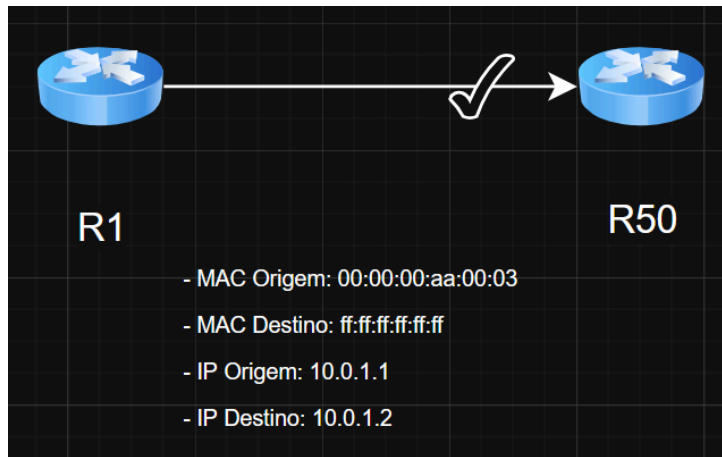 R1
R50
- MAC Origem: 00:00:00:aa:00:03
- MAC Destino: ff:ff:ff:ff:ff:ff
- IP Origem: 10.0.1.1
- IP Destino: 10.0.1.2